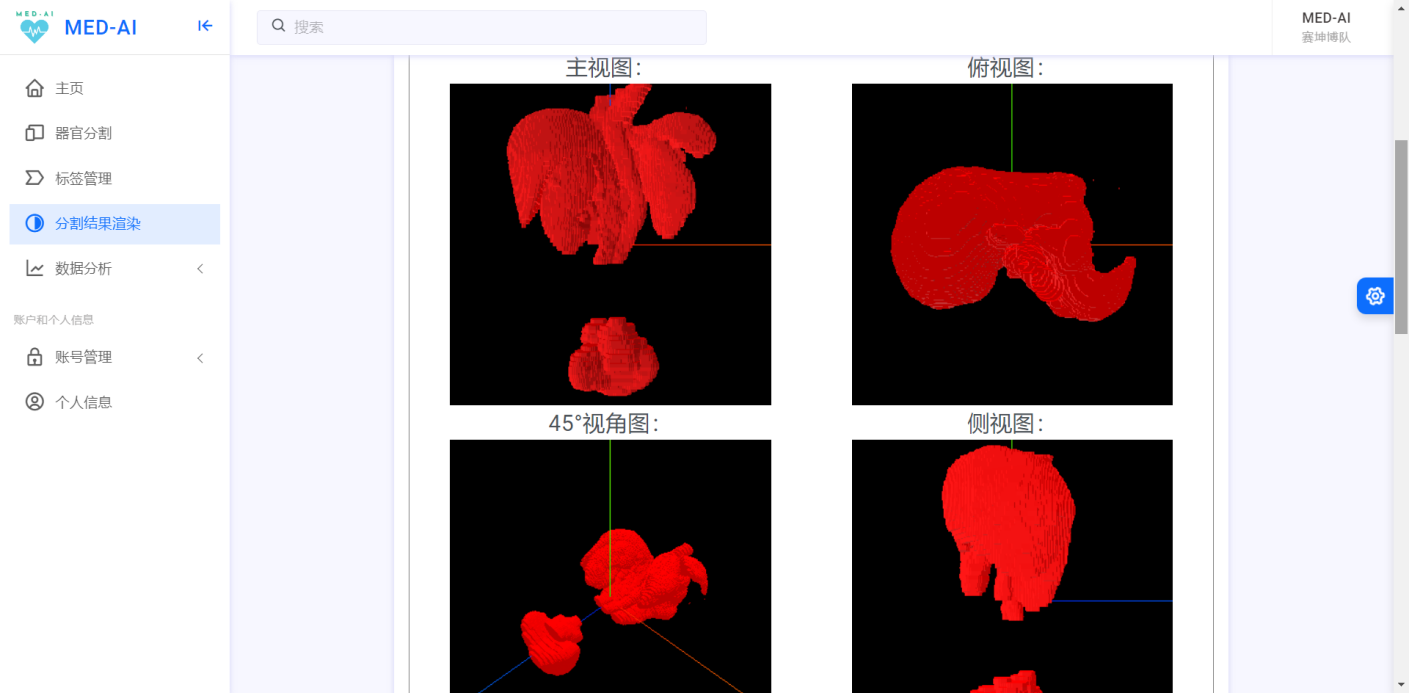 MED-AI
MED-AI
搜索
MED-AI
赛坤博队
主页
器官分割
标签管理
分割结果渲染
数据分析
账户和个人信息
账号管理
个人信息
主视图：
俯视图：
45°视角图：
侧视图：